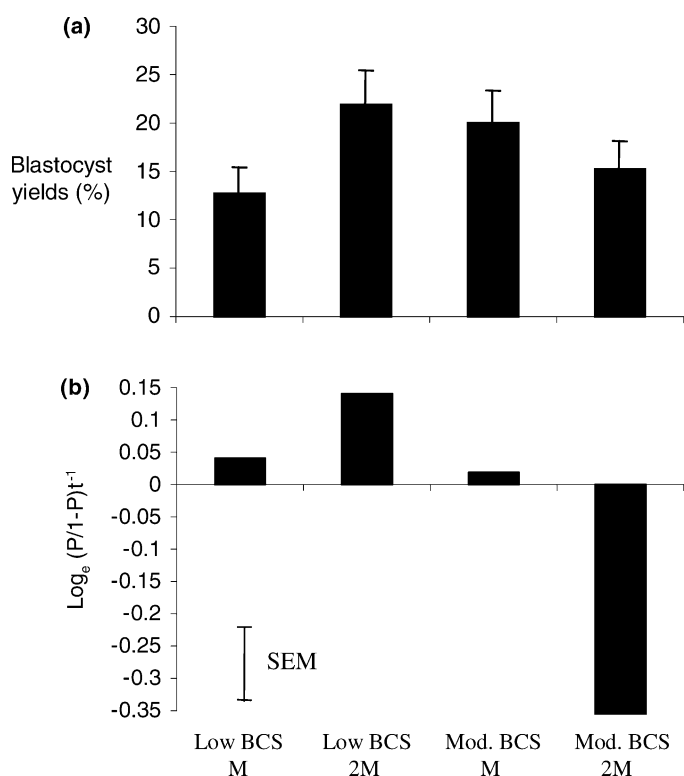 (a)
30
25
20
15
10
5
0
Blastocyst
yields (%)
(b)
0.15
0.1
0.05
0
-0.05
-0.1
-0.15
-0.2
-0.25
-0.3
-0.35
Logₑ (P/1-P)t⁻¹
SEM
Low BCS Low BCS Mod. BCS Mod. BCS
M 2M M 2M